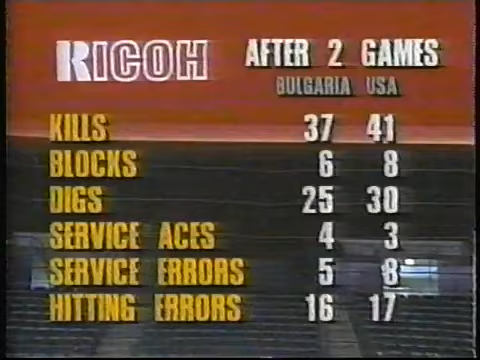 RICOH AFTER 2 GAMES
BULGARIA USA
KILLS 37 41
BLOCKS 6 8
DIGS 25 30
SERVICE ACES 4 3
SERVICE ERRORS 5 8
HITTING ERRORS 16 17